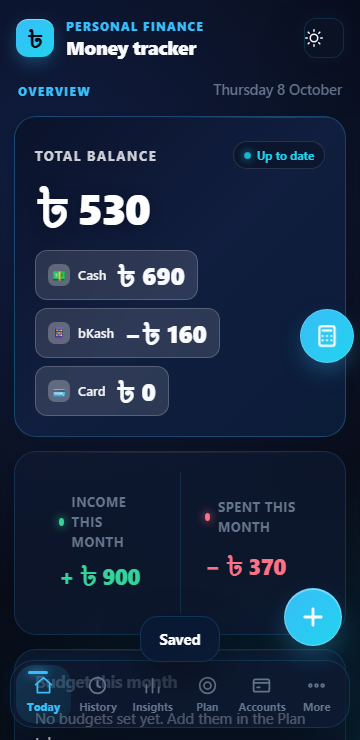 ৳
PERSONAL FINANCE
Money tracker
OVERVIEW
Thursday 8 October
TOTAL BALANCE
Up to date
৳ 530
Cash ৳ 690
bKash −৳ 160
Card ৳ 0
INCOME
THIS
MONTH
+ ৳ 900
SPENT THIS
MONTH
− ৳ 370
Saved
Budget this month
Today
History
Insights
Plan
Accounts
More
No budgets set yet. Add them in the Plan